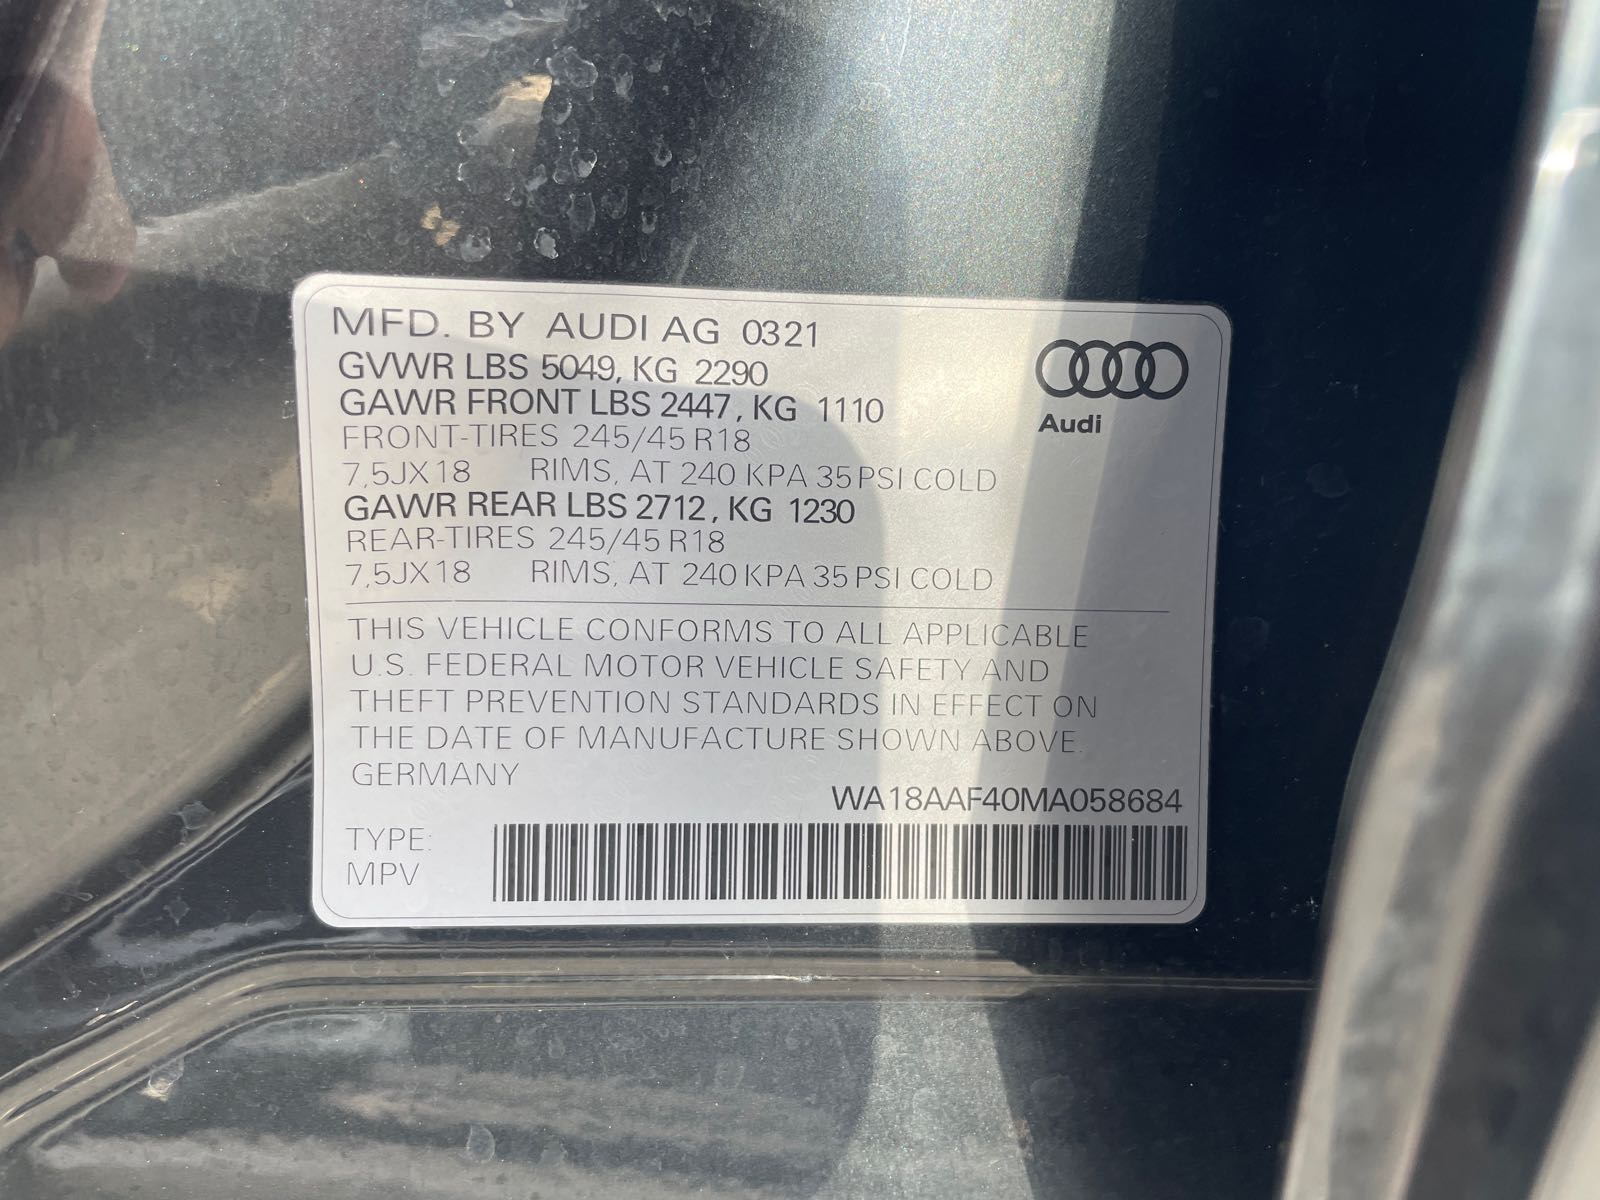 MFD. BY AUDI AG 0321
GVWR LBS 5049, KG 2290
GAWR FRONT LBS 2447, KG 1110
FRONT-TIRES 245/45 R18
7,5JX18 RIMS, AT 240 KPA 35 PSI COLD
GAWR REAR LBS 2712, KG 1230
REAR-TIRES 245/45 R18
7,5JX18 RIMS, AT 240 KPA 35 PSI COLD
Audi
THIS VEHICLE CONFORMS TO ALL APPLICABLE
U.S. FEDERAL MOTOR VEHICLE SAFETY AND
THEFT PREVENTION STANDARDS IN EFFECT ON
THE DATE OF MANUFACTURE SHOWN ABOVE.
GERMANY
WA18AAF40MA058684
TYPE:
MPV